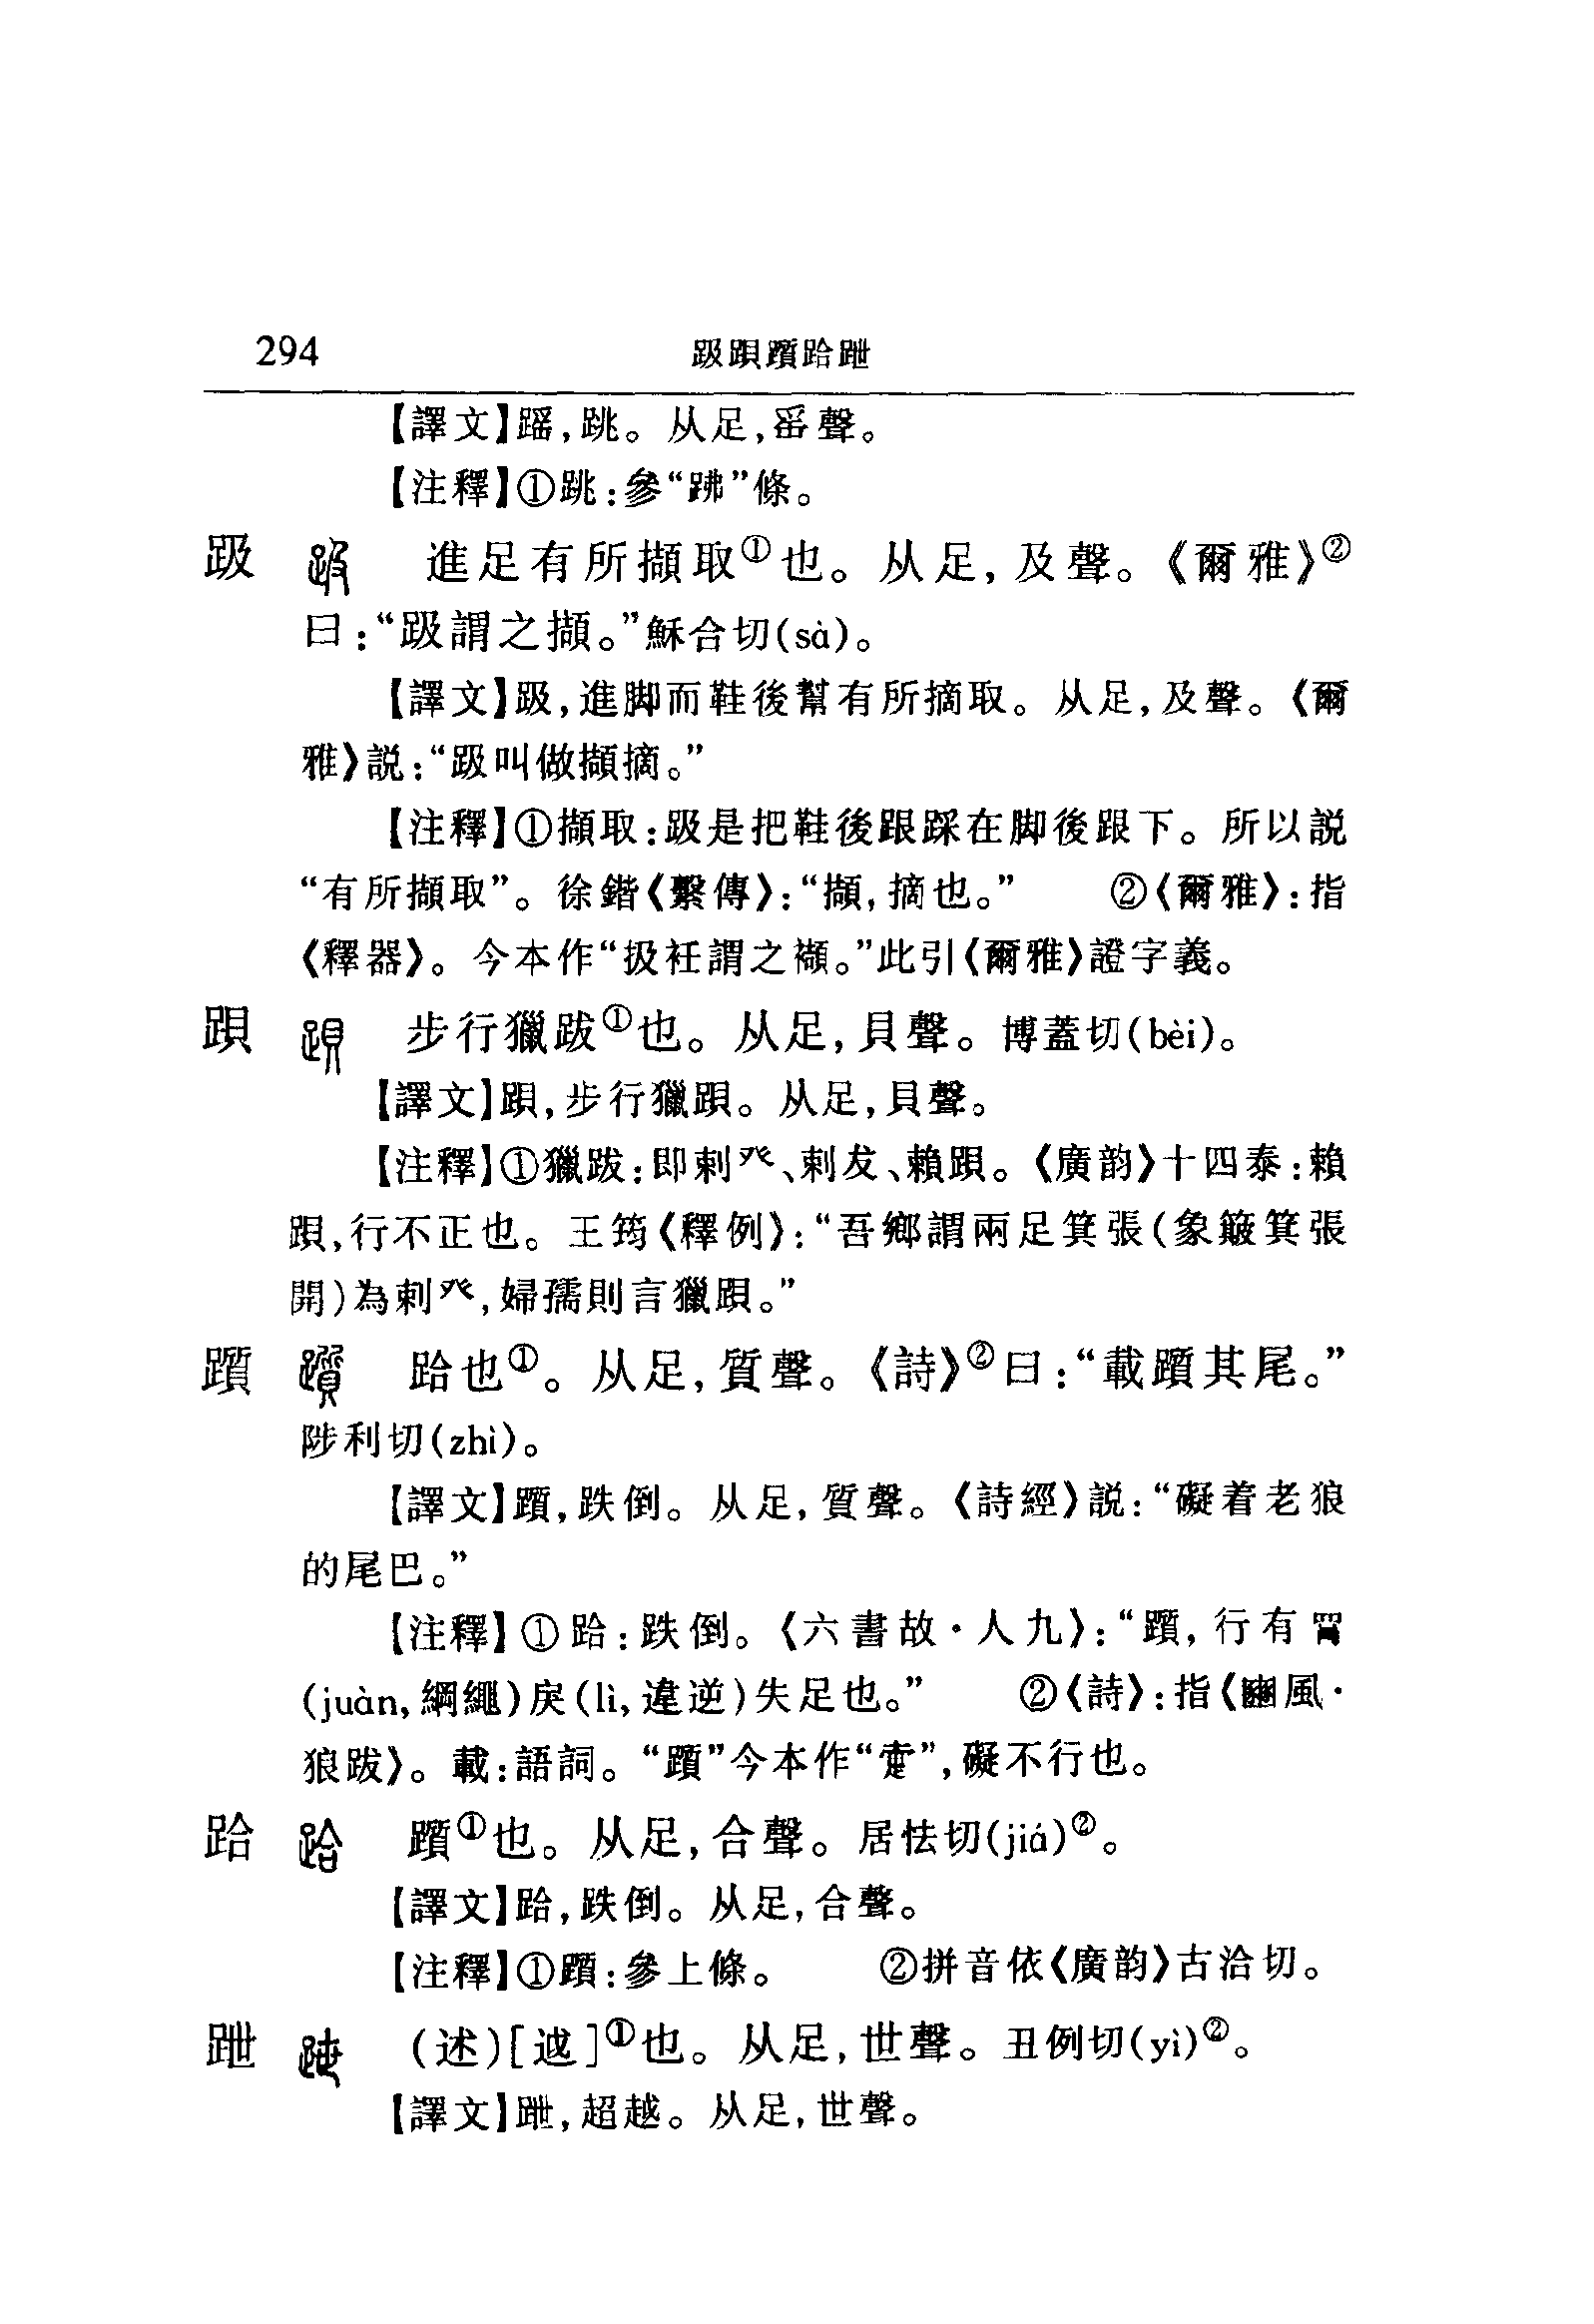 294 趿䟺躓跲跇
【譯文】䠛,跳。从足,䍃聲。
【注釋】①跳:參“跳”條。
趿 進足有所擷取①也。从足,及聲。《爾雅》②
曰:“趿謂之擷。”穌合切(sà)。
【譯文】趿,進脚而鞋後幫有所摘取。从足,及聲。《爾
雅》説:“趿叫做擷摘。”
【注釋】①擷取:趿是把鞋後跟踩在脚後跟下。所以説
“有所擷取”。徐鍇《繫傳》:“擷,摘也。” ②《爾雅》:指
《釋器》。今本作“扱衽謂之襭。”此引《爾雅》證字義。
䟺 步行獵跋①也。从足,貝聲。博蓋切(bèi)。
【譯文】䟺,步行獵䟺。从足,貝聲。
【注釋】①獵跋:即剌癶、剌犮、賴䟺。《廣韵》十四泰:賴
䟺,行不正也。王筠《釋例》:“吾鄉謂兩足箕張(象簸箕張
開)為剌癶,婦孺則言獵䟺。”
躓 跲也①。从足,質聲。《詩》②曰:“載躓其尾。”
陟利切(zhì)。
【譯文】躓,跌倒。从足,質聲。《詩經》説:“礙着老狼
的尾巴。”
【注釋】①跲:跌倒。《六書故·人九》:“躓,行有罥
(juàn,綱繩)戾(lì,違逆)失足也。” ②《詩》:指《豳風·
狼跋》。載:語詞。“躓”今本作“疐”,礙不行也。
跲 躓①也。从足,合聲。居怯切(jiá)②。
【譯文】跲,跌倒。从足,合聲。
【注釋】①躓:參上條。 ②拼音依《廣韵》古洽切。
跇 (述)[䟠]①也。从足,世聲。丑例切(yì)②。
【譯文】跇,超越。从足,世聲。